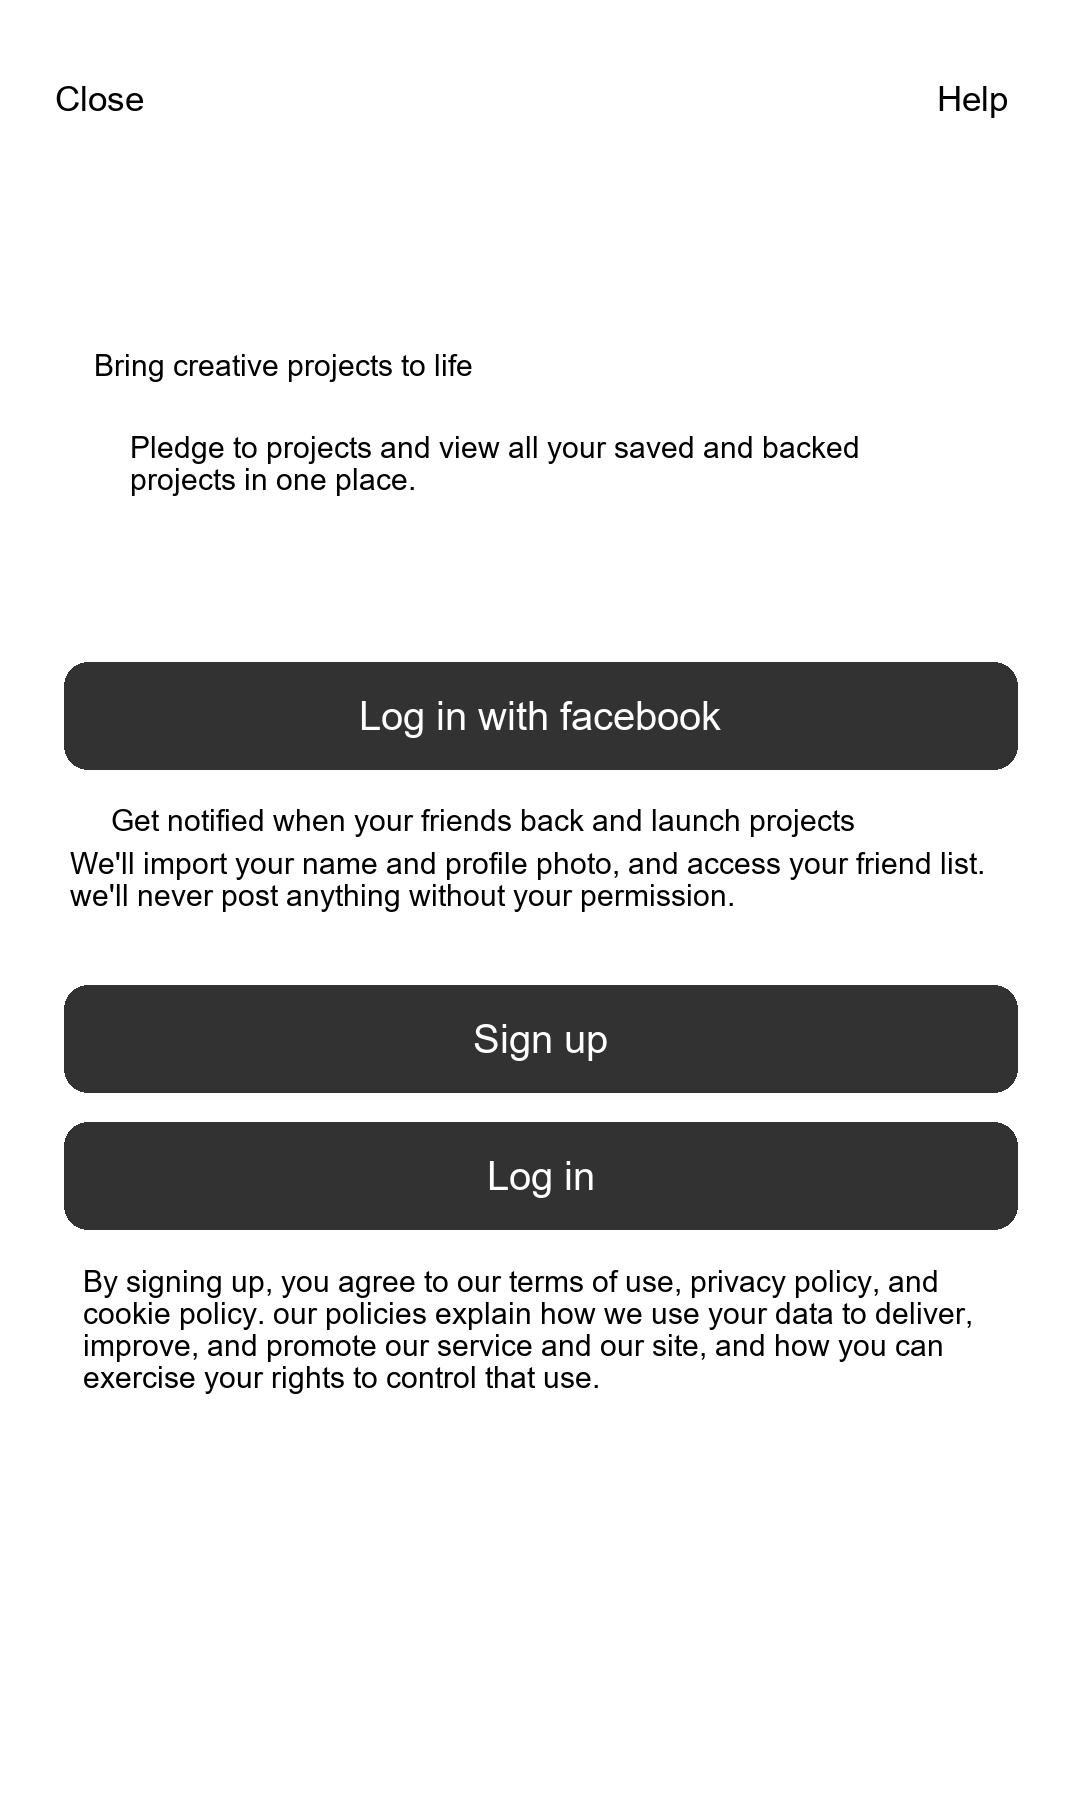 Close
Help
Bring creative projects to life
Pledge to projects and view all your saved and backed
projects in one place.
Log in with facebook
Get notified when your friends back and launch projects
We'll import your name and profile photo, and access your friend list.
we'll never post anything without your permission.
Sign up
Log in
By signing up, you agree to our terms of use, privacy policy, and
cookie policy. our policies explain how we use your data to deliver,
improve, and promote our service and our site, and how you can
exercise your rights to control that use.